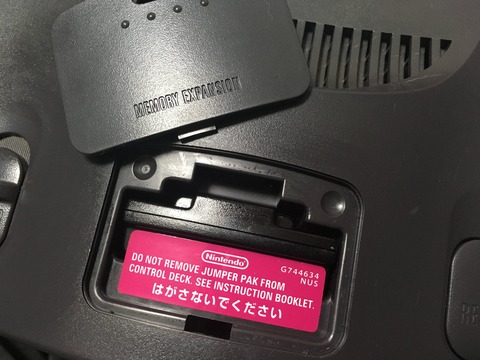 MEMORY EXPANSION
Nintendo
G744634
NUS
DO NOT REMOVE JUMPER PAK FROM
CONTROL DECK. SEE INSTRUCTION BOOKLET.
はがさないでください